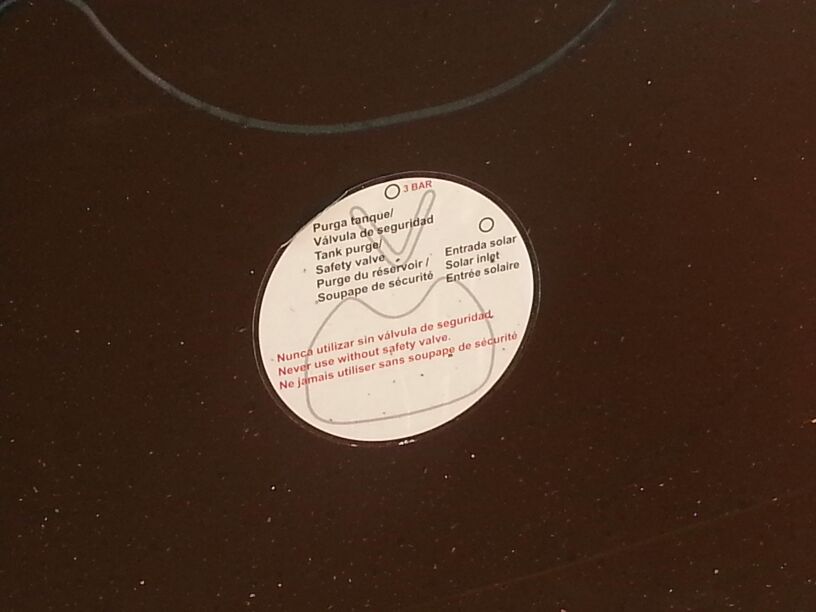 3 BAR
Purga tanque/
Válvula de seguridad
Tank purge/
Safety valve
Purge du réservoir /
Soupape de sécurité
Entrada solar
Solar inlet
Entrée solaire
Nunca utilizar sin válvula de seguridad.
Never use without safety valve.
Ne jamais utiliser sans soupape de sécurité